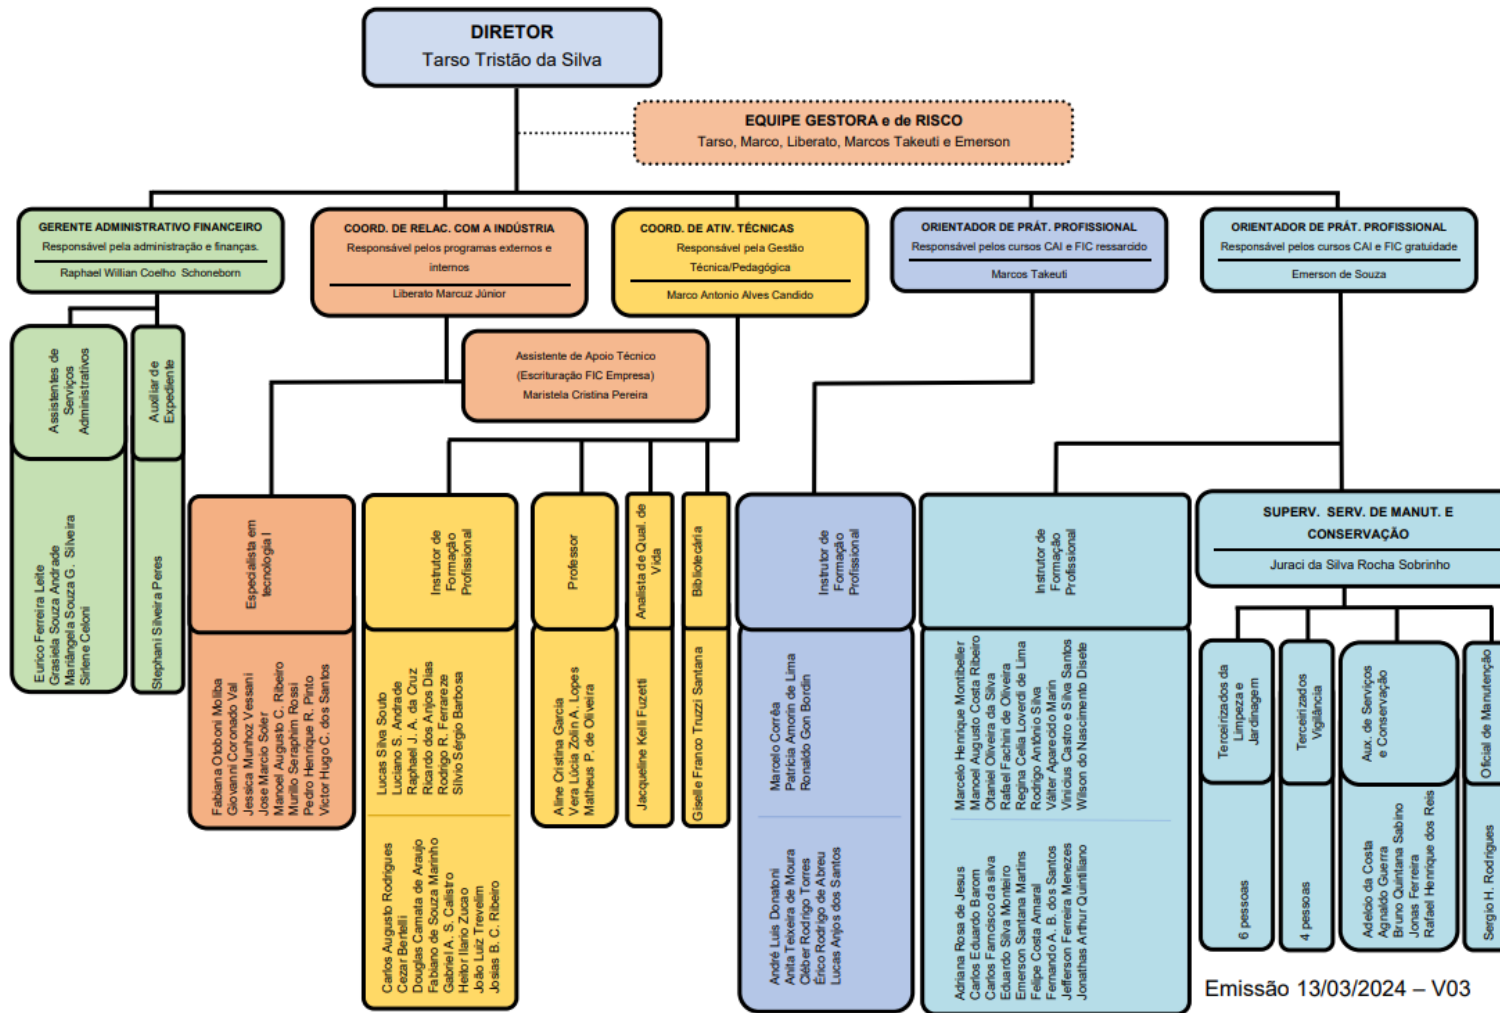 DIRETOR
Tarso Tristão da Silva
EQUIPE GESTORA e de RISCO
Tarso, Marco, Liberato, Marcos Takeuti e Emerson
GERENTE ADMINISTRATIVO FINANCEIRO
Responsável pela administração e finanças.
Raphael Willian Coelho Schoneborn
COORD. DE RELAC. COM A INDÚSTRIA
Responsável pelos programas externos e
internos
Liberato Marcuz Júnior
COORD. DE ATIV. TÉCNICAS
Responsável pela Gestão
Técnica/Pedagógica
Marco Antonio Alves Candido
ORIENTADOR DE PRÁT. PROFISSIONAL
Responsável pelos cursos CAI e FIC ressarcido
Marcos Takeuti
ORIENTADOR DE PRÁT. PROFISSIONAL
Responsável pelos cursos CAI e FIC gratuidade
Emerson de Souza
Assistentes de
Serviços
Administrativos
Eurico Ferreira Leite
Grasiela Souza Andrade
Mariângela Souza G. Silveira
Sirlene Celoni
Auxiliar de
Expediente
Stephani Silveira Peres
Assistente de Apoio Técnico
(Escrituração FIC Empresa)
Maristela Cristina Pereira
Especialista em
tecnologia I
Fabiana Otoboni Moliba
Giovanni Coronado Val
Jessica Munhoz Vessani
Jose Marcio Soler
Manoel Augusto C. Ribeiro
Murillo Seraphim Rossi
Pedro Henrique R. Pinto
Victor Hugo C. dos Santos
Instrutor de
Formação
Profissional
Lucas Silva Souto
Luciano S. Andrade
Raphael J. A. da Cruz
Ricardo dos Anjos Dias
Rodrigo R. Ferrareze
Sílvio Sérgio Barbosa
Carlos Augusto Rodrigues
Cezar Bertelli
Douglas Camata de Araujo
Fabiano de Souza Marinho
Gabriel A. S. Calistro
Heitor Ilario Zucao
João Luiz Trevelim
Josias B. C. Ribeiro
Professor
Aline Cristina Garcia
Vera Lúcia Zolin A. Lopes
Matheus P. de Oliveira
Analista de Qual. de
Vida
Jacqueline Kelli Fuzetti
Bibliotecária
Giselle Franco Truzzi Santana
Instrutor de
Formação
Profissional
Marcelo Corrêa
Patrícia Amorin de Lima
Ronaldo Gon Bordin
André Luis Donatoni
Anita Teixeira de Moura
Cléber Rodrigo Torres
Érico Rodrigo de Abreu
Lucas Anjos dos Santos
Instrutor de
Formação
Profissional
Marcelo Henrique Montibeller
Manoel Augusto Costa Ribeiro
Otaniel Oliveira da Silva
Rafael Fachini de Oliveira
Regina Celia Loverdi de Lima
Rodrigo Antônio Silva
Válter Aparecido Marin
Vinícius Castro e Silva Santos
Wilson do Nascimento Disete
Adriana Rosa de Jesus
Carlos Eduardo Barom
Carlos Farncisco da silva
Eduardo Silva Monteiro
Emerson Santana Martins
Felipe Costa Amaral
Fernando A. B. dos Santos
Jefferson Ferreira Menezes
Jonathas Arthur Quintiliano
SUPERV. SERV. DE MANUT. E
CONSERVAÇÃO
Juraci da Silva Rocha Sobrinho
Terceirizados da
Limpeza e
Jardinagem
6 pessoas
Terceirizados
Vigilância
4 pessoas
Aux. de Serviços
e Conservação
Adelcio da Costa
Agnaldo Guerra
Bruno Quintana Sabino
Jonas Ferreira
Rafael Henrique dos Reis
Oficial de Manutenção
Sergio H. Rodrigues
Emissão 13/03/2024 – V03